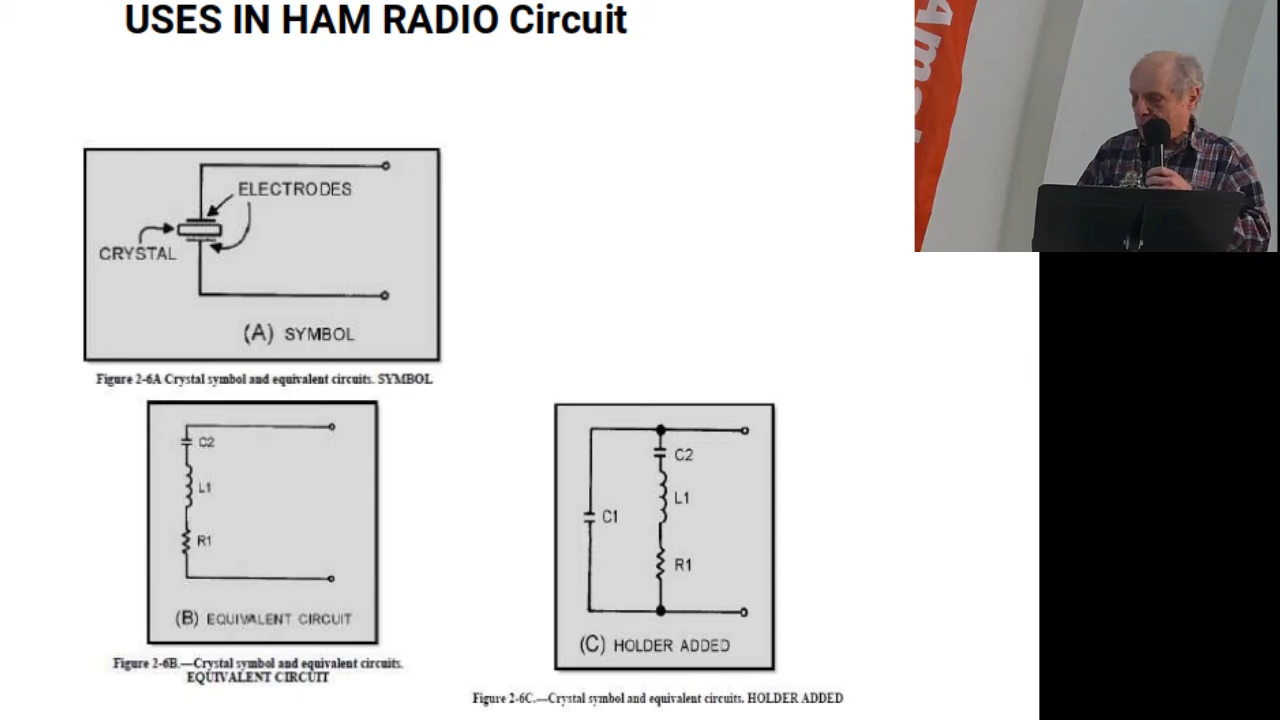 USES IN HAM RADIO Circuit
ELECTRODES
CRYSTAL
(A) SYMBOL
Figure 2-6A Crystal symbol and equivalent circuits. SYMBOL
C2
L1
R1
(B) EQUIVALENT CIRCUIT
Figure 2-6B.—Crystal symbol and equivalent circuits.
EQUIVALENT CIRCUIT
C2
L1
C1
R1
(C) HOLDER ADDED
Figure 2-6C.—Crystal symbol and equivalent circuits. HOLDER ADDED